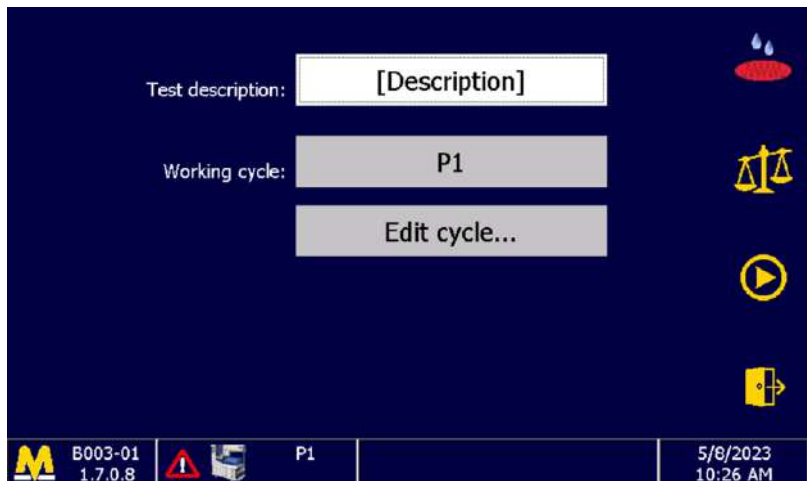 Test description:
[Description]
Working cycle:
P1
Edit cycle...
B003-01
1.7.0.8
P1
5/8/2023
10:26 AM